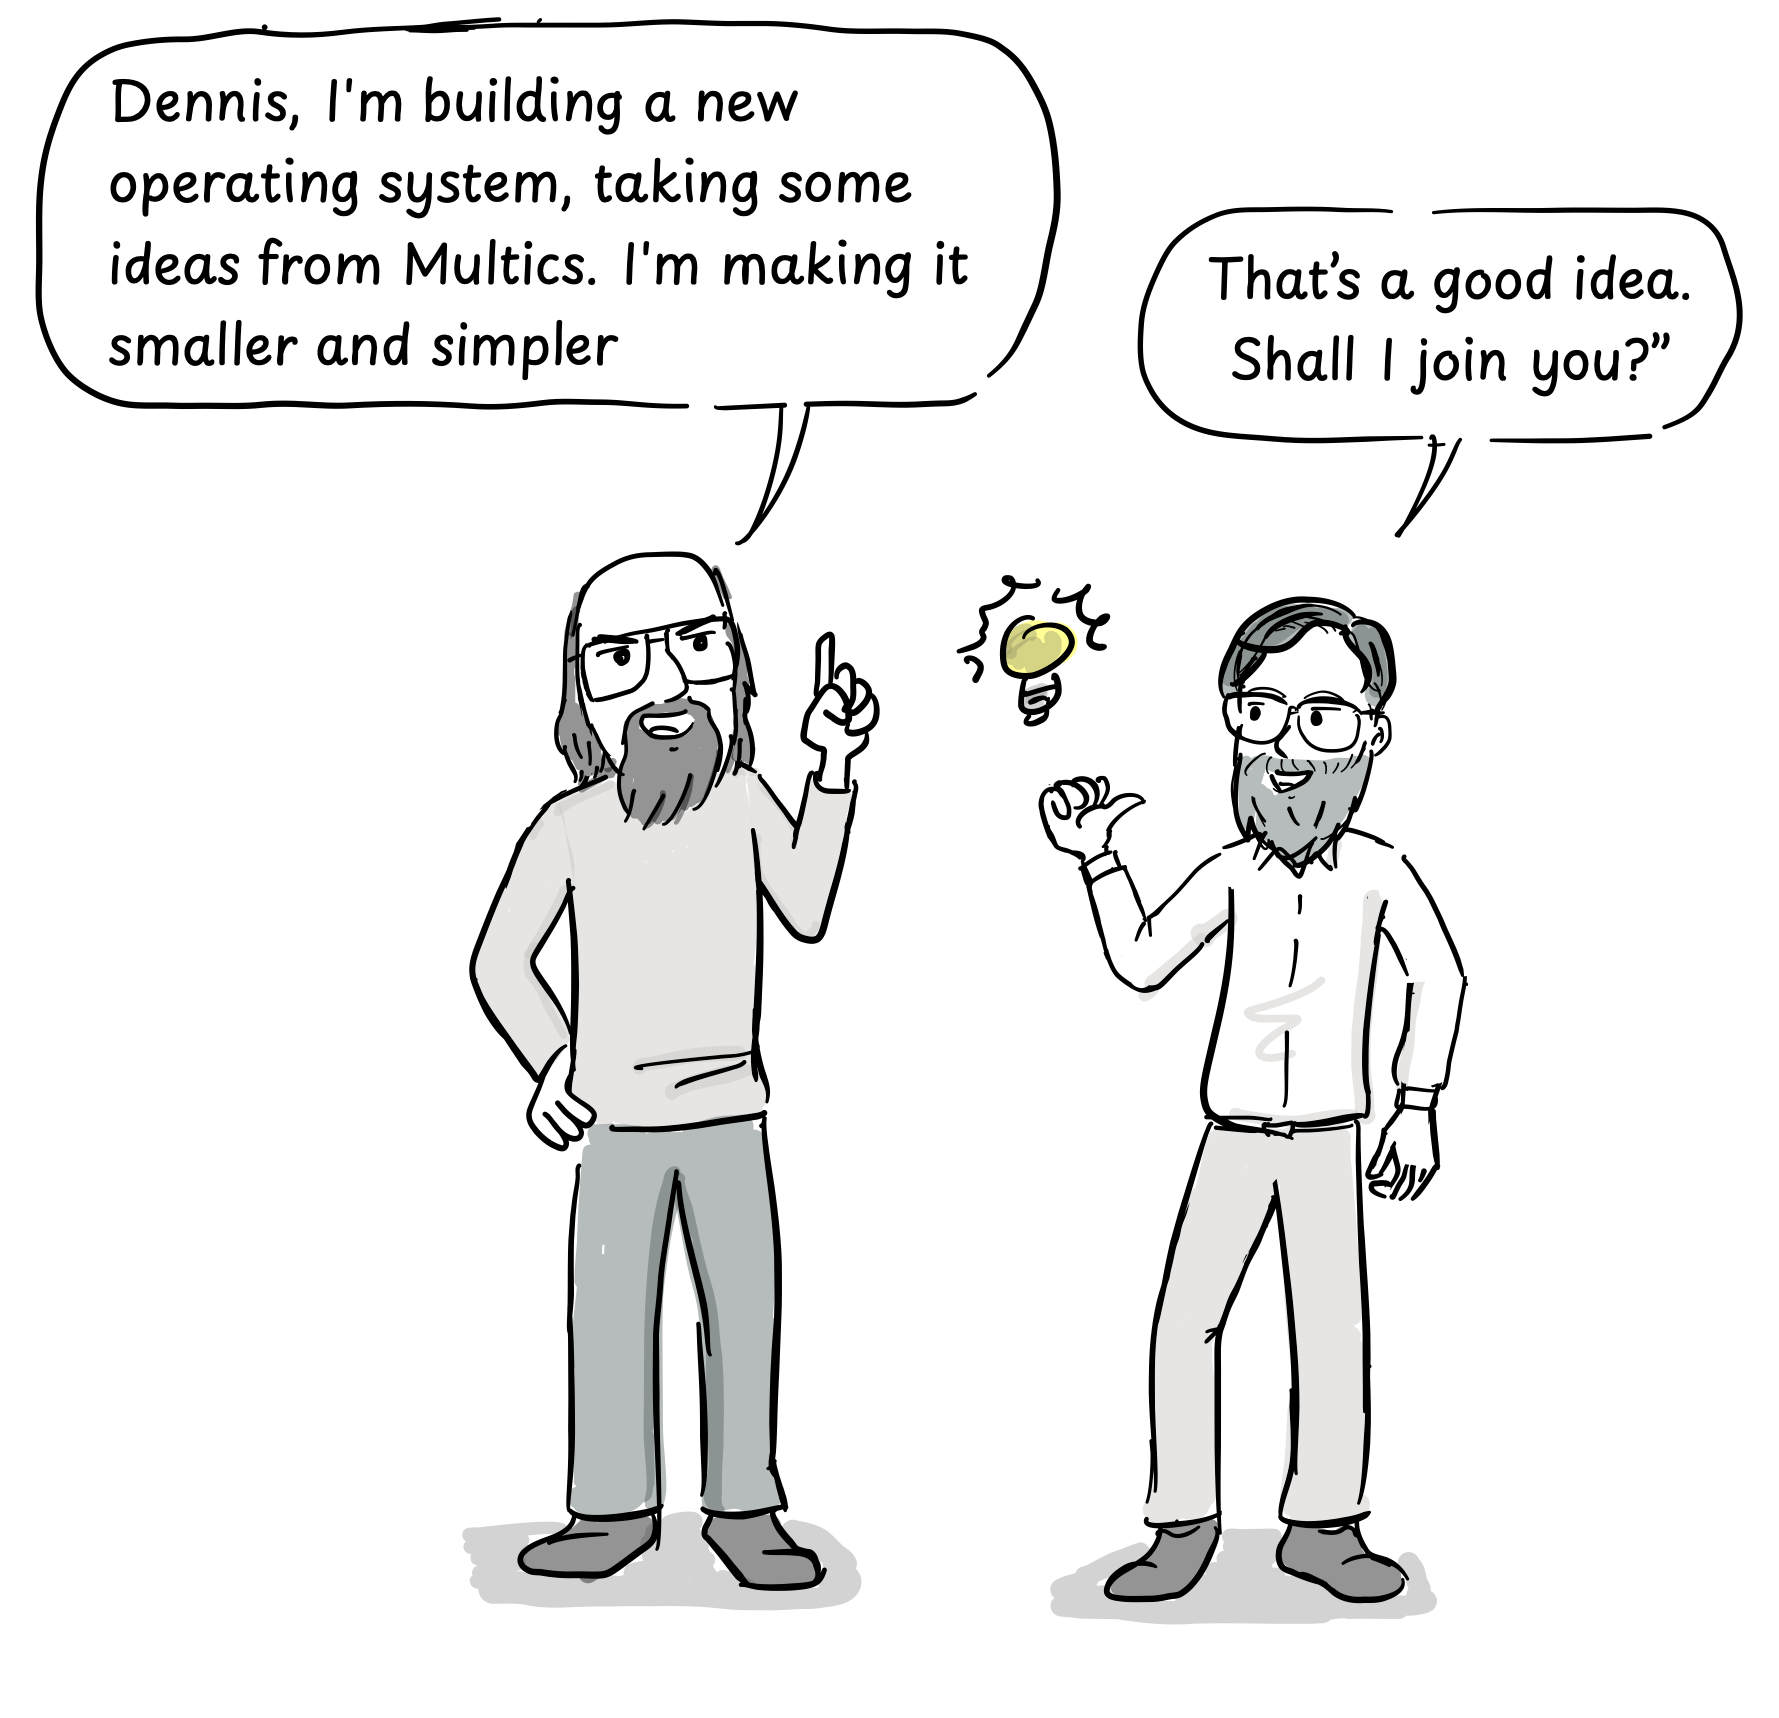 Dennis, I'm building a new
operating system, taking some
ideas from Multics. I'm making it
smaller and simpler
That’s a good idea.
Shall I join you?”